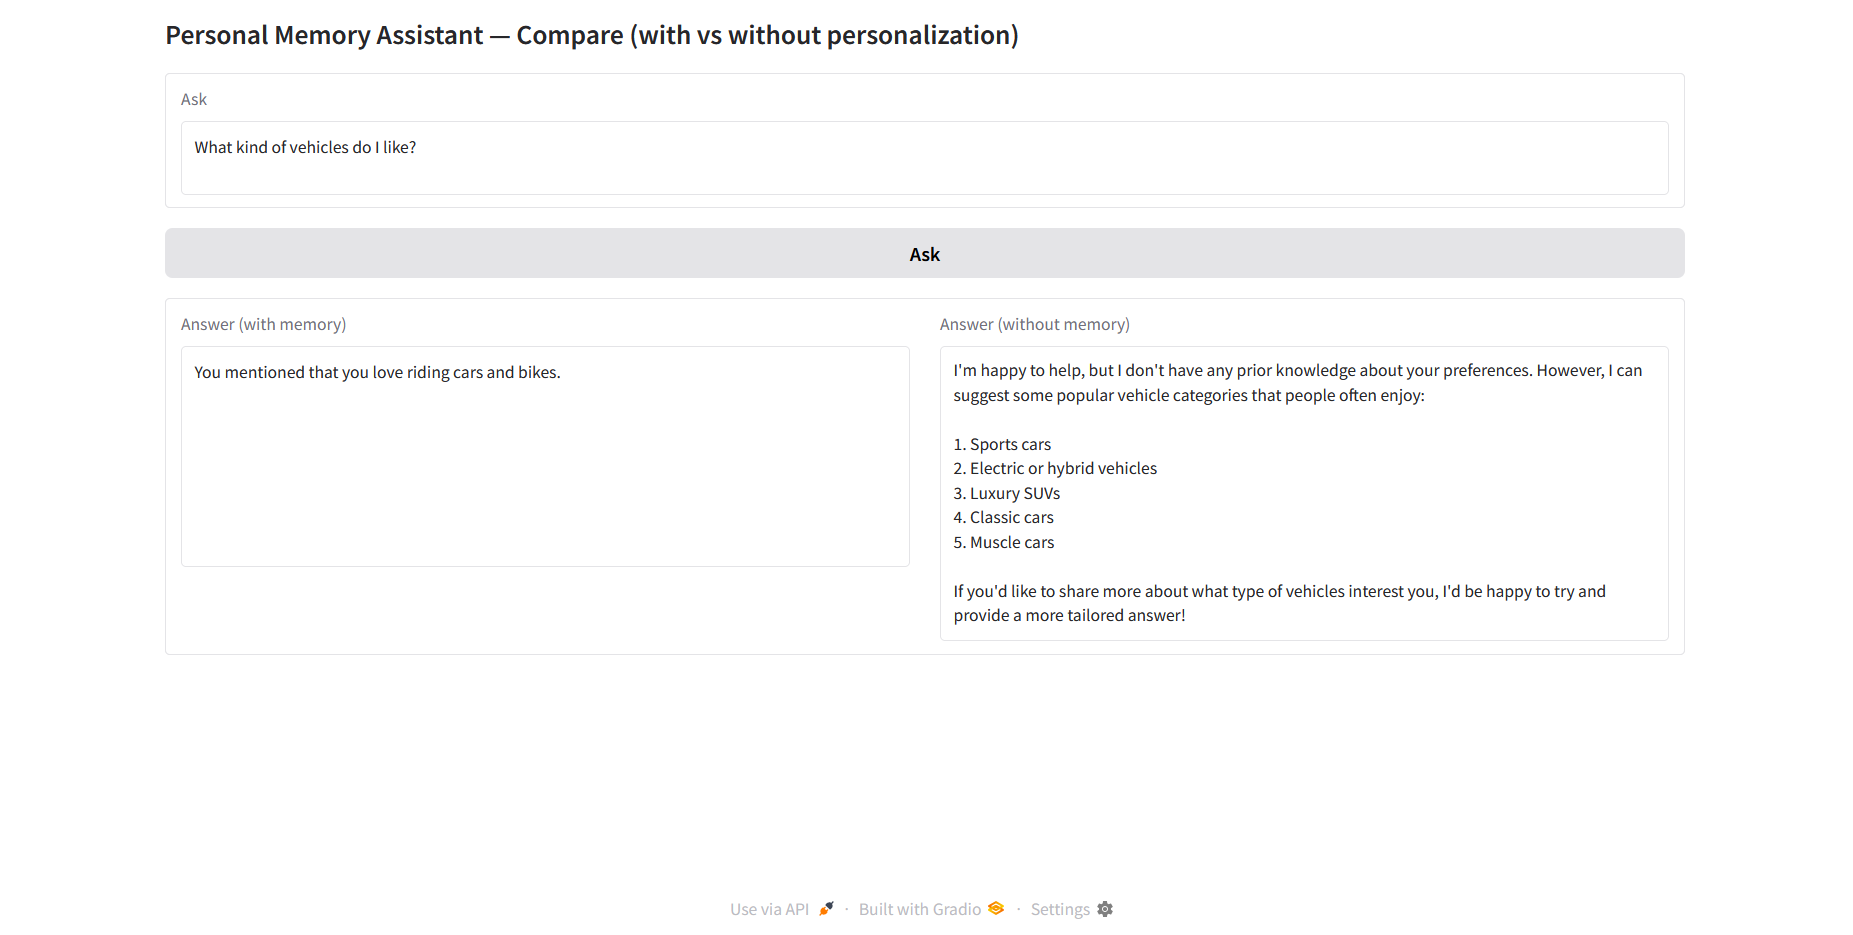 Personal Memory Assistant — Compare (with vs without personalization)
Ask
What kind of vehicles do I like?
Ask
Answer (with memory)
You mentioned that you love riding cars and bikes.
Answer (without memory)
I'm happy to help, but I don't have any prior knowledge about your preferences. However, I can
suggest some popular vehicle categories that people often enjoy:
1. Sports cars
2. Electric or hybrid vehicles
3. Luxury SUVs
4. Classic cars
5. Muscle cars
If you'd like to share more about what type of vehicles interest you, I'd be happy to try and
provide a more tailored answer!
Use via API · Built with Gradio · Settings